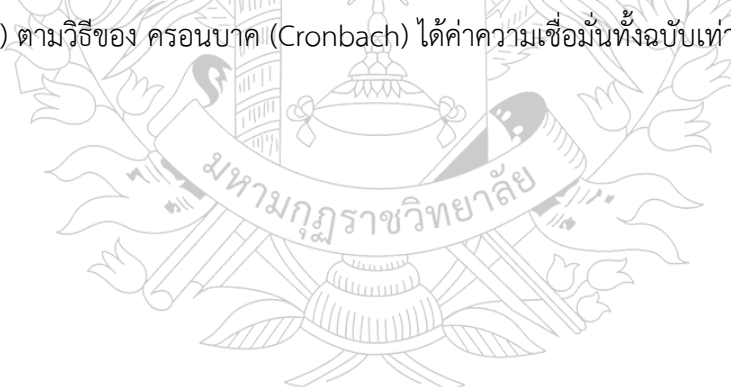 ) ตามวิธีของ ครอนบาค (Cronbach) ได้ค่าความเชื่อมั่นทั้งฉบับเท่า
มหามกุฏราชวิทยาลัย